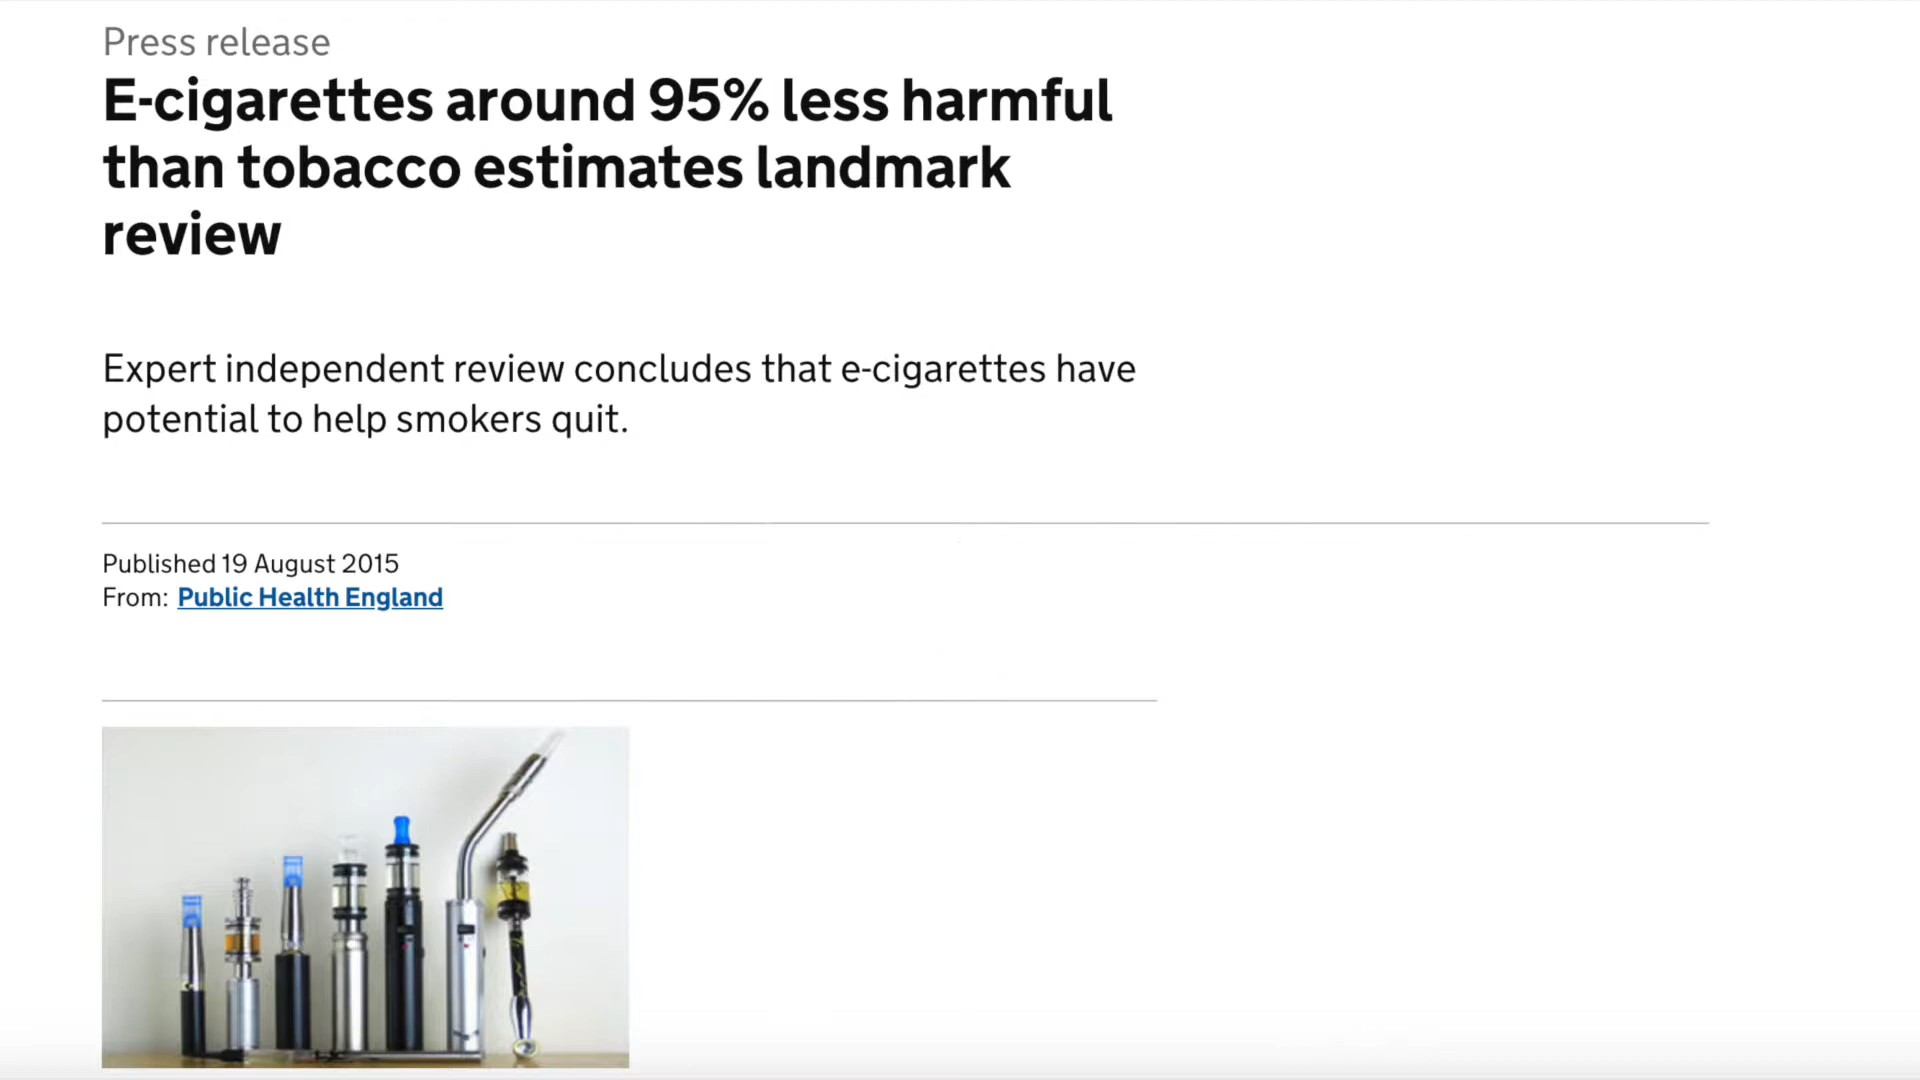 Press release
E-cigarettes around 95% less harmful
than tobacco estimates landmark
review
Expert independent review concludes that e-cigarettes have
potential to help smokers quit.
Published 19 August 2015
From: Public Health England